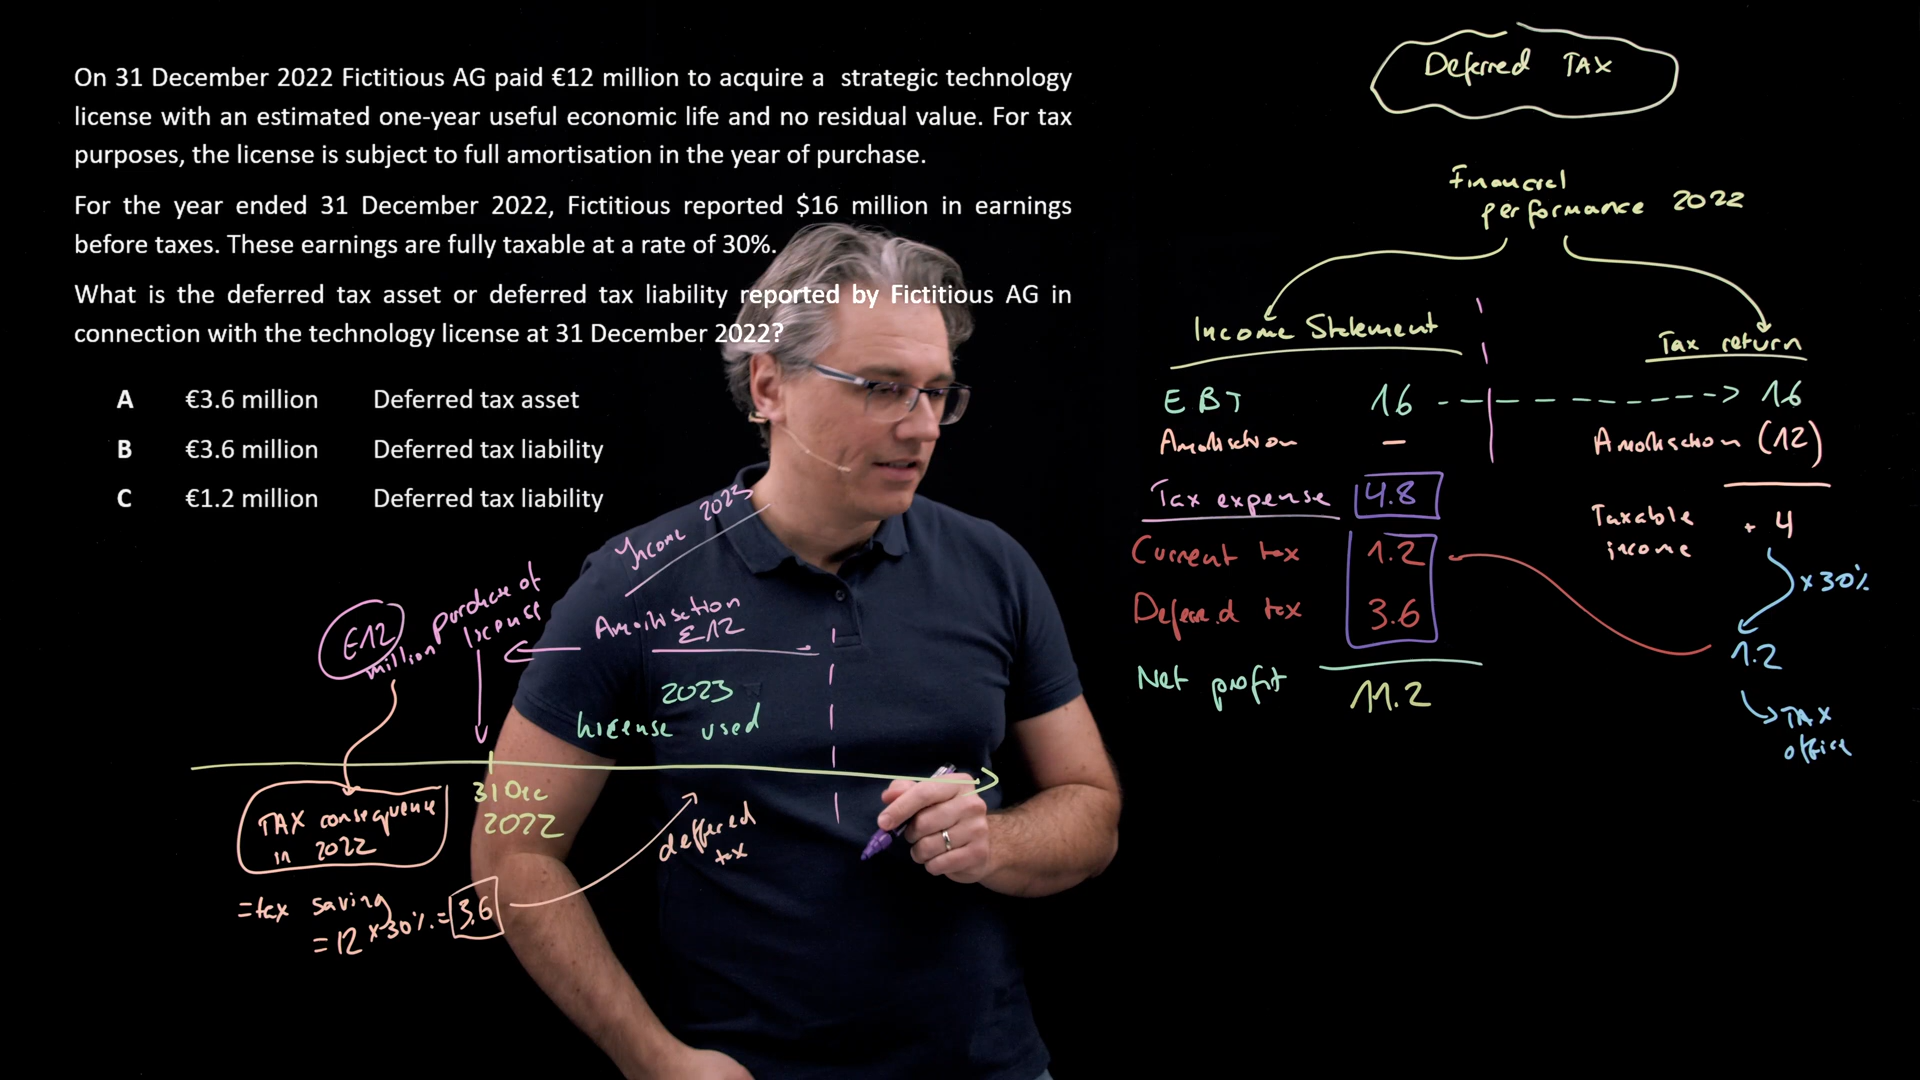 On 31 December 2022 Fictitious AG paid €12 million to acquire a strategic technology
license with an estimated one-year useful economic life and no residual value. For tax
purposes, the license is subject to full amortisation in the year of purchase.
For the year ended 31 December 2022, Fictitious reported $16 million in earnings
before taxes. These earnings are fully taxable at a rate of 30%.
What is the deferred tax asset or deferred tax liability reported by Fictitious AG in
connection with the technology license at 31 December 2022?
A €3.6 million Deferred tax asset
B €3.6 million Deferred tax liability
C €1.2 million Deferred tax liability
Income 2023
€12
million
purchase of
license
Amortisation
€12
2023
License used
31 Dec
2022
TAX consequence
in 2022
= tax saving
= 12 x 30% = 3.6
deffered
tax
Deferred TAX
Financial
performance 2022
Income Statement
Tax return
EBT 16 16
Amortisation – Amortisation (12)
Tax expense 4.8
Taxable
income + 4
Current tax 1.2
x 30%
Deferred tax 3.6
1.2
Net profit 11.2
TAX
office